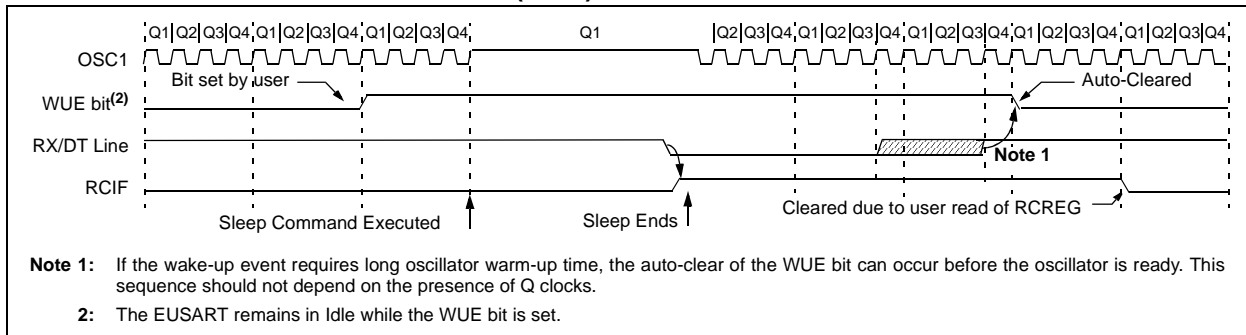 Q1 Q2 Q3 Q4 Q1 Q2 Q3 Q4 Q1 Q2 Q3 Q4 Q1 Q2 Q3 Q4 Q1 Q2 Q3 Q4 Q1 Q2 Q3 Q4 Q1 Q2 Q3 Q4 Q1 Q2 Q3 Q4
OSC1
Bit set by user
Auto-Cleared
WUE bit(2)
RX/DT Line
Note 1
RCIF
Sleep Command Executed
Sleep Ends
Cleared due to user read of RCREG
Note 1: If the wake-up event requires long oscillator warm-up time, the auto-clear of the WUE bit can occur before the oscillator is ready. This
sequence should not depend on the presence of Q clocks.
2: The EUSART remains in Idle while the WUE bit is set.